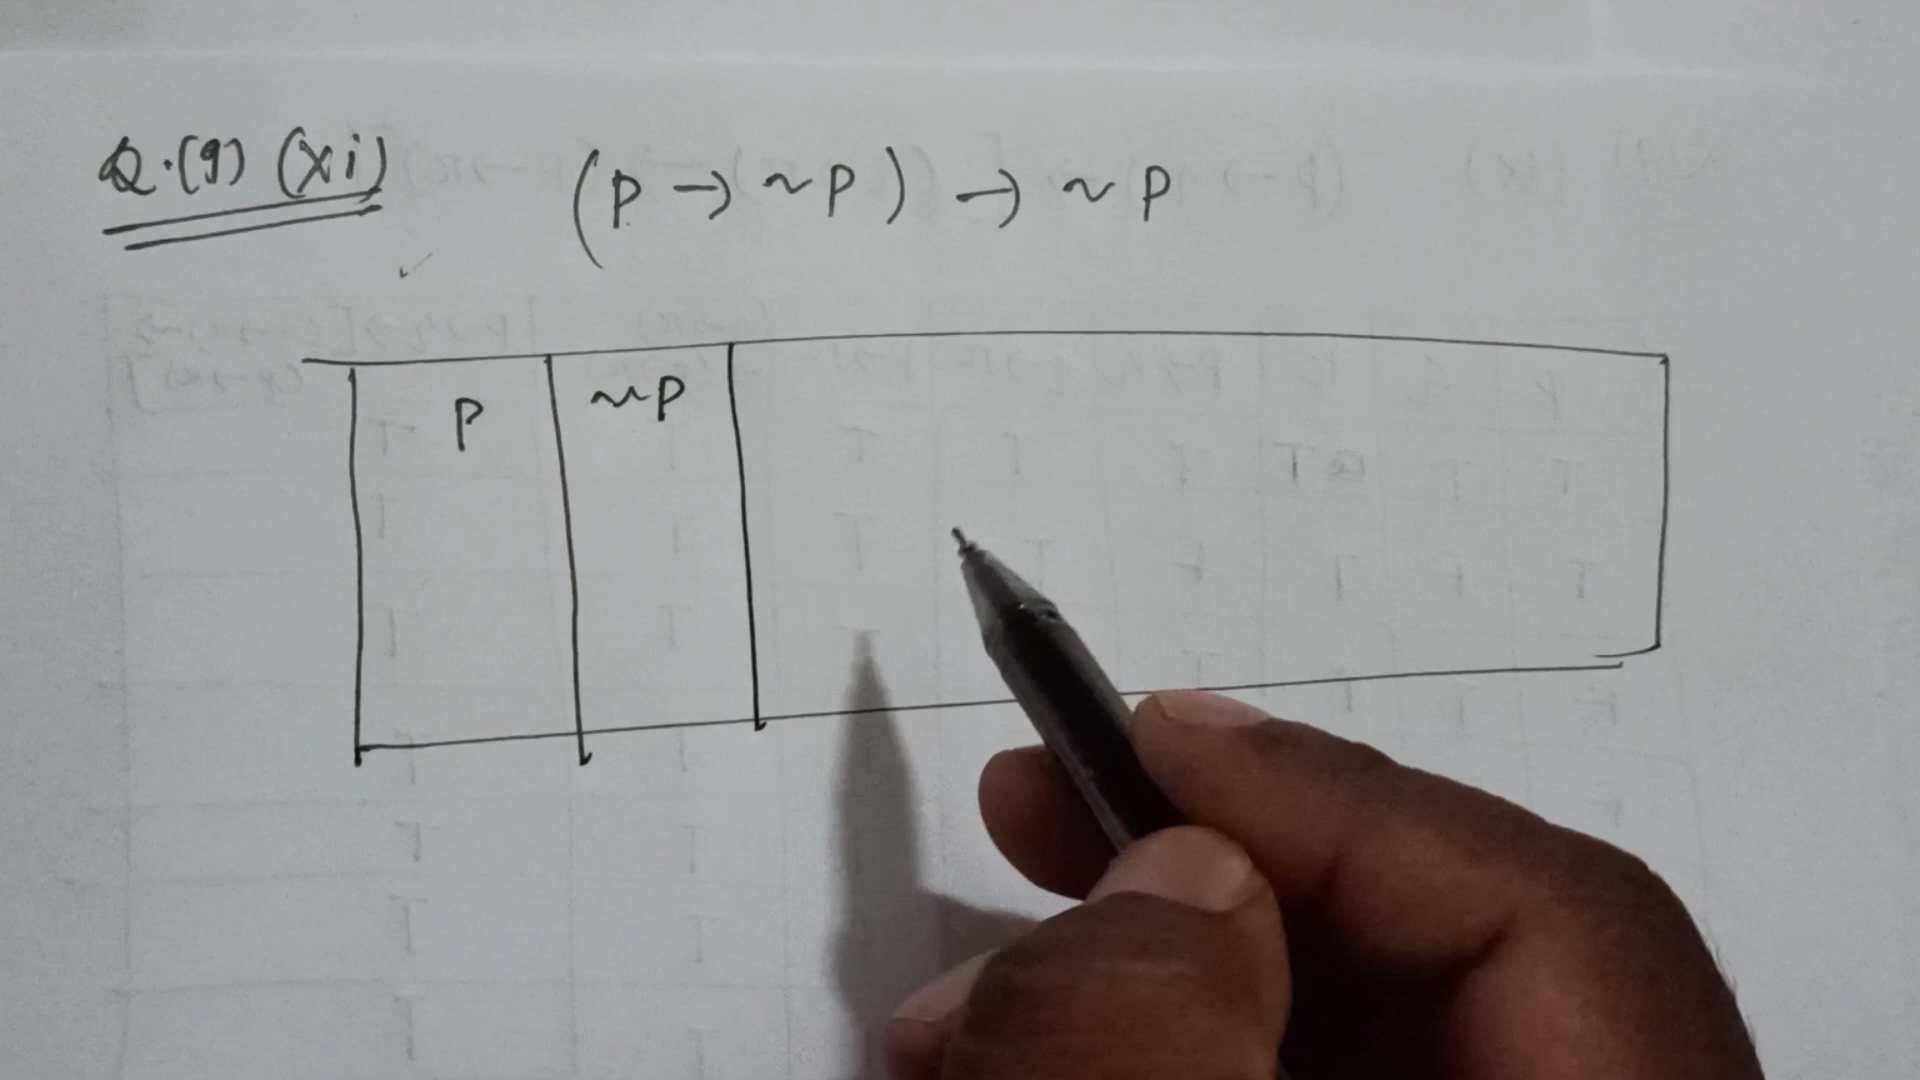 Q.(9) (xi) (p → ~p) → ~p
p ~p